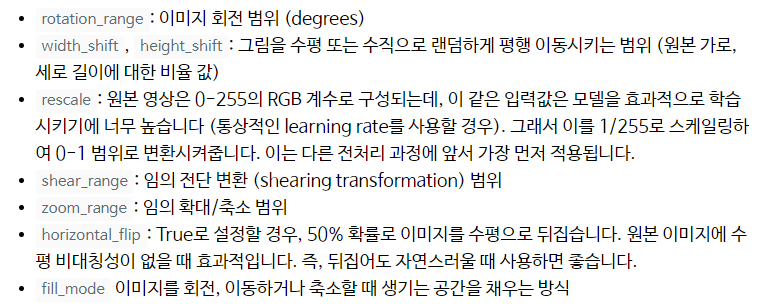 rotation_range : 이미지 회전 범위 (degrees)
width_shift , height_shift : 그림을 수평 또는 수직으로 랜덤하게 평행 이동시키는 범위 (원본 가로,
세로 길이에 대한 비율 값)
rescale : 원본 영상은 0-255의 RGB 계수로 구성되는데, 이 같은 입력값은 모델을 효과적으로 학습
시키기에 너무 높습니다 (통상적인 learning rate를 사용할 경우). 그래서 이를 1/255로 스케일링하
여 0-1 범위로 변환시켜줍니다. 이는 다른 전처리 과정에 앞서 가장 먼저 적용됩니다.
shear_range : 임의 전단 변환 (shearing transformation) 범위
zoom_range : 임의 확대/축소 범위
horizontal_flip : True로 설정할 경우, 50% 확률로 이미지를 수평으로 뒤집습니다. 원본 이미지에 수
평 비대칭성이 없을 때 효과적입니다. 즉, 뒤집어도 자연스러울 때 사용하면 좋습니다.
fill_mode 이미지를 회전, 이동하거나 축소할 때 생기는 공간을 채우는 방식